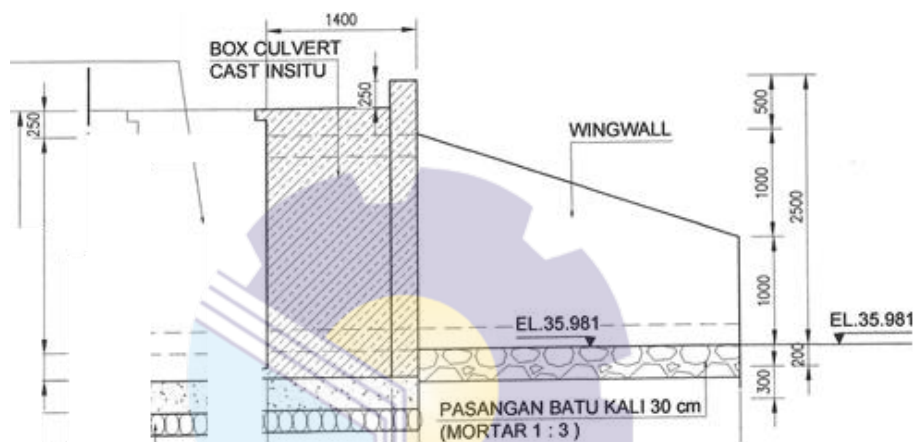 1400
BOX CULVERT
CAST INSITU
250
250
WINGWALL
500
1000
2500
1000
EL.35.981
EL.35.981
200
300
PASANGAN BATU KALI 30 cm
(MORTAR 1 : 3 )